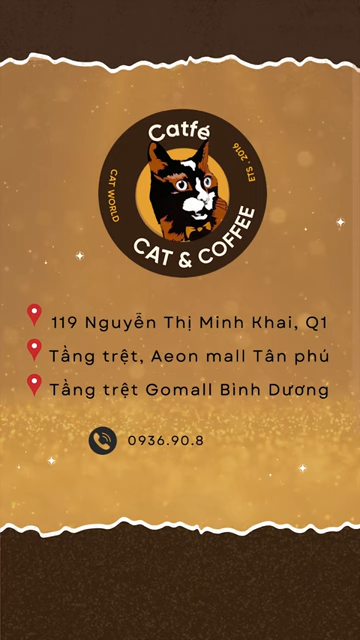 Catfé
CAT WORLD
ETS . 2016
CAT & COFFEE
119 Nguyễn Thị Minh Khai, Q1
Tầng trệt, Aeon mall Tân phú
Tầng trệt Gomall Bình Dương
0936.90.8